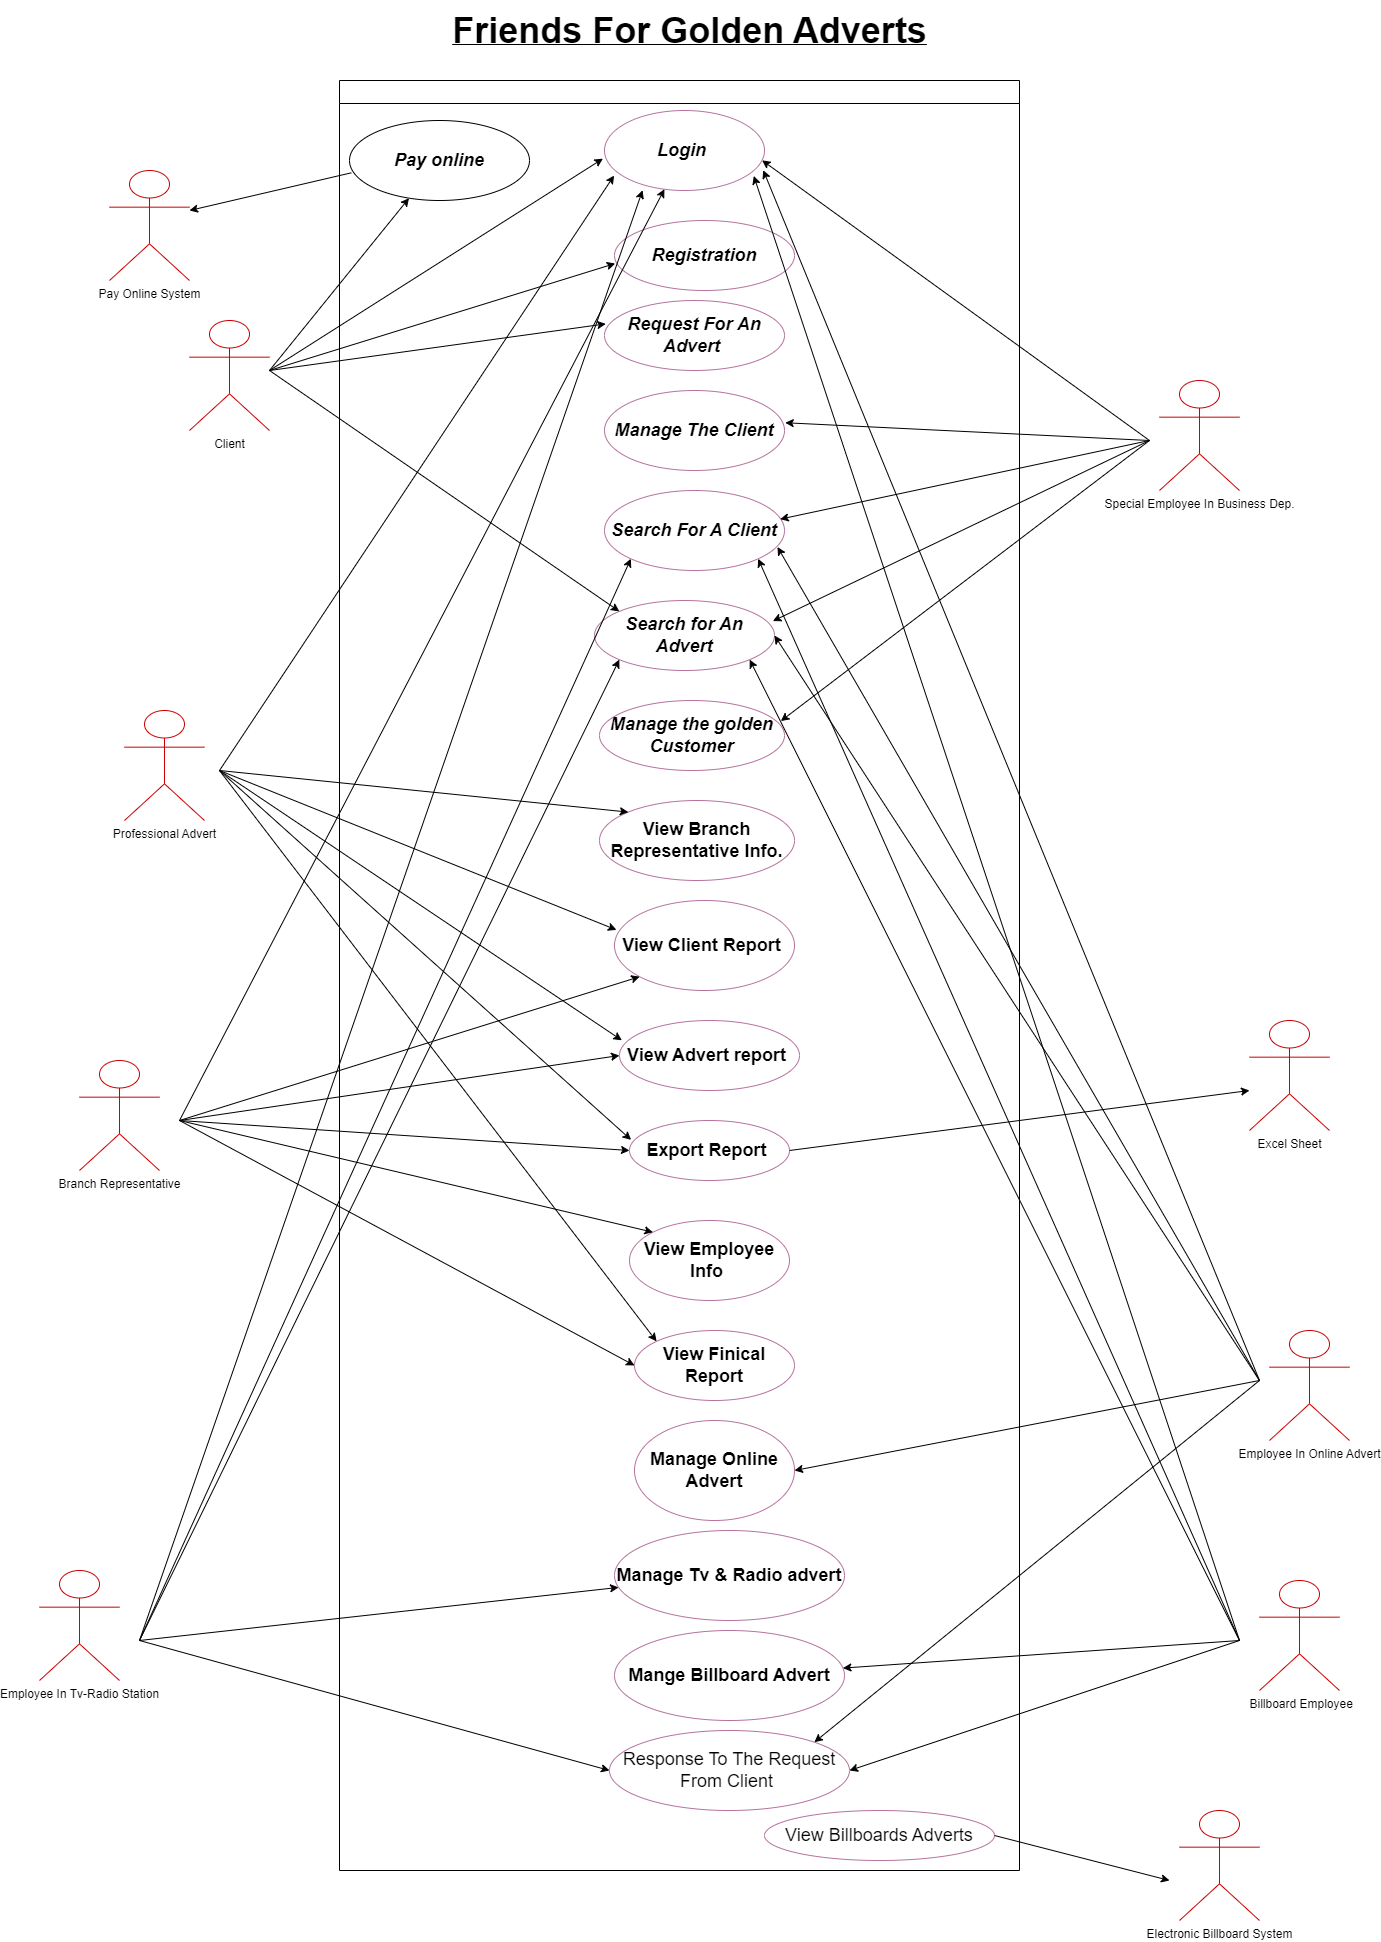 Friends For Golden Adverts
Pay online
Login
Pay Online System
Registration
Request For An
Advert
Client
Manage The Client
Special Employee In Business Dep.
Search For A Client
Search for An
Advert
Manage the golden
Customer
Professional Advert
View Branch
Representative Info.
View Client Report
View Advert report
Export Report
Excel Sheet
Branch Representative
View Employee
Info
View Finical
Report
Employee In Online Advert
Manage Online
Advert
Manage Tv & Radio advert
Mange Billboard Advert
Employee In Tv-Radio Station
Billboard Employee
Response To The Request
From Client
View Billboards Adverts
Electronic Billboard System